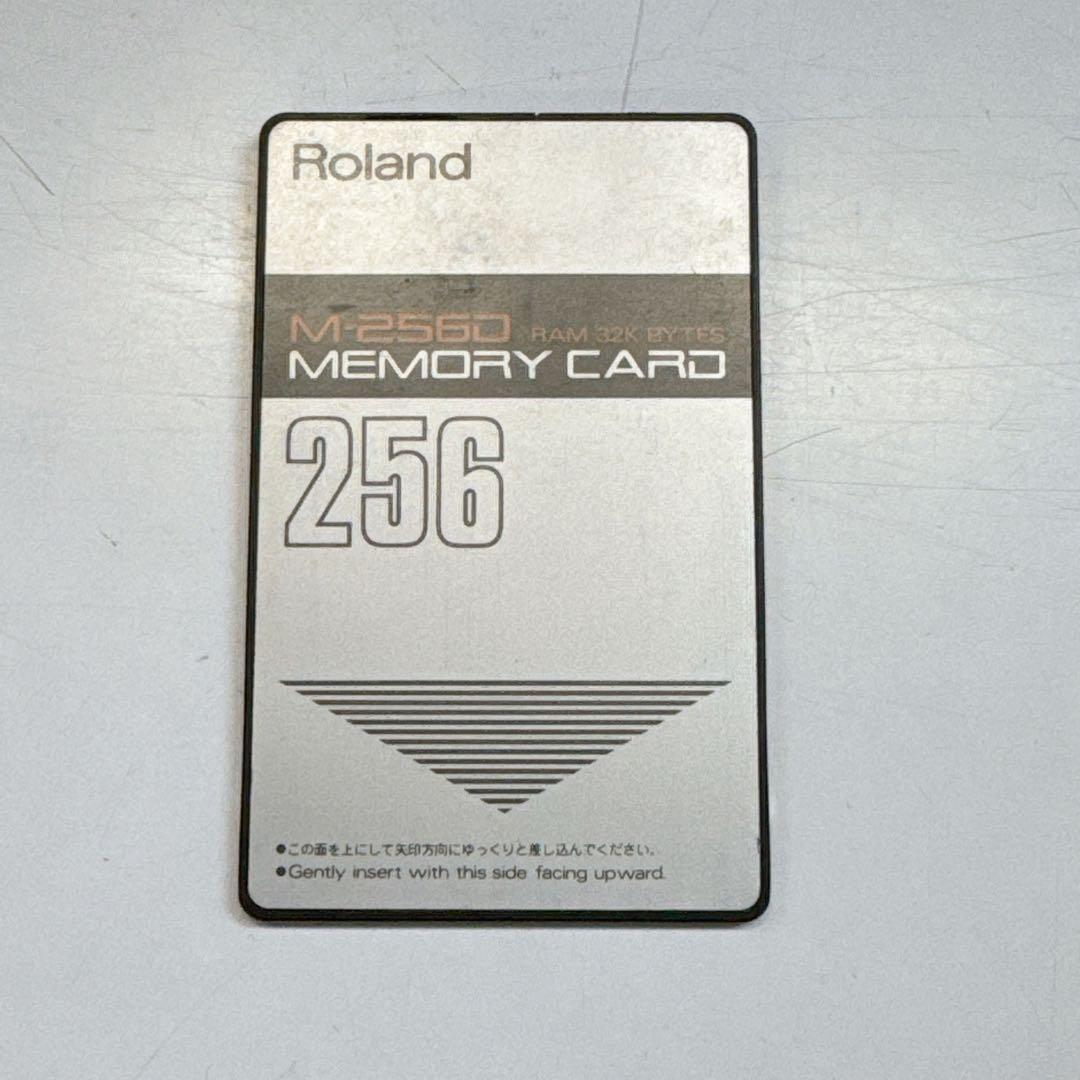 Roland
M-256D RAM 32K BYTES
MEMORY CARD
256
●この面を上にして矢印方向にゆっくりと差し込んでください。
●Gently insert with this side facing upward.